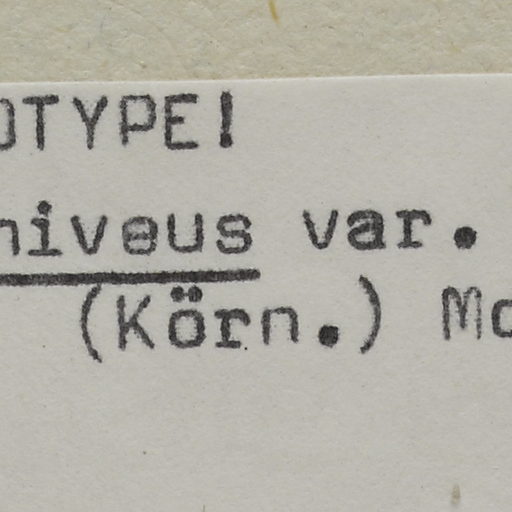 OTYPE!
niveus var.
(Körn.) Mo